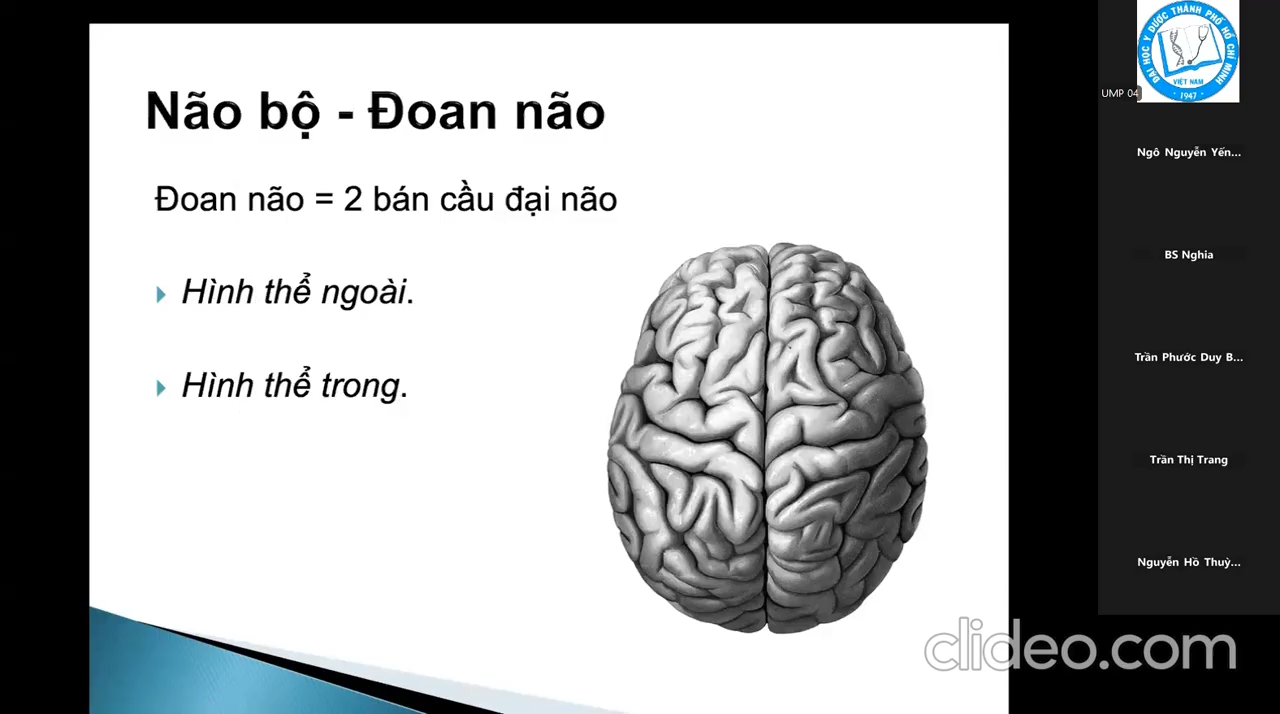 Não bộ - Đoan não
Đoan não = 2 bán cầu đại não
Hình thể ngoài.
Hình thể trong.
ĐẠI HỌC Y DƯỢC THÀNH PHỐ HỒ CHÍ MINH
VIỆT NAM
· 1947 ·
UMP 04
Ngô Nguyễn Yến...
BS Nghia
Trần Phước Duy B...
Trần Thị Trang
Nguyễn Hồ Thuỳ...
clideo.com